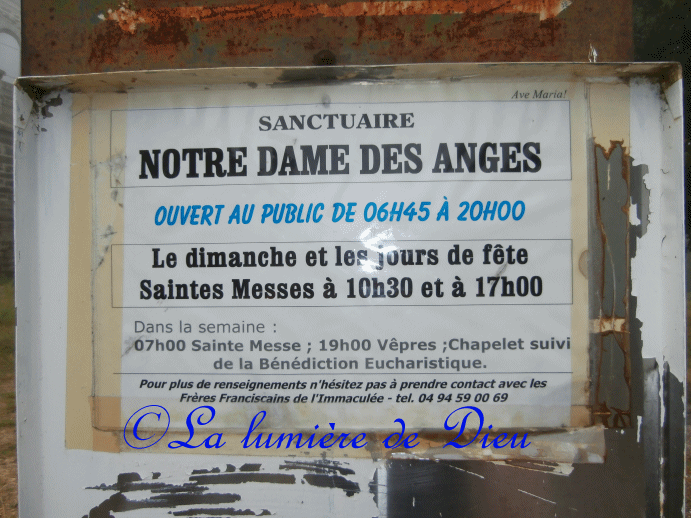 Ave Maria!
SANCTUAIRE
NOTRE DAME DES ANGES
OUVERT AU PUBLIC DE 06H45 À 20H00
Le dimanche et les jours de fête
Saintes Messes à 10h30 et à 17h00
Dans la semaine :
07h00 Sainte Messe ; 19h00 Vêpres ;Chapelet suivi
de la Bénédiction Eucharistique.
Pour plus de renseignements n'hésitez pas à prendre contact avec les
Frères Franciscains de l'Immaculée - tel. 04 94 59 00 69
©La lumière de Dieu